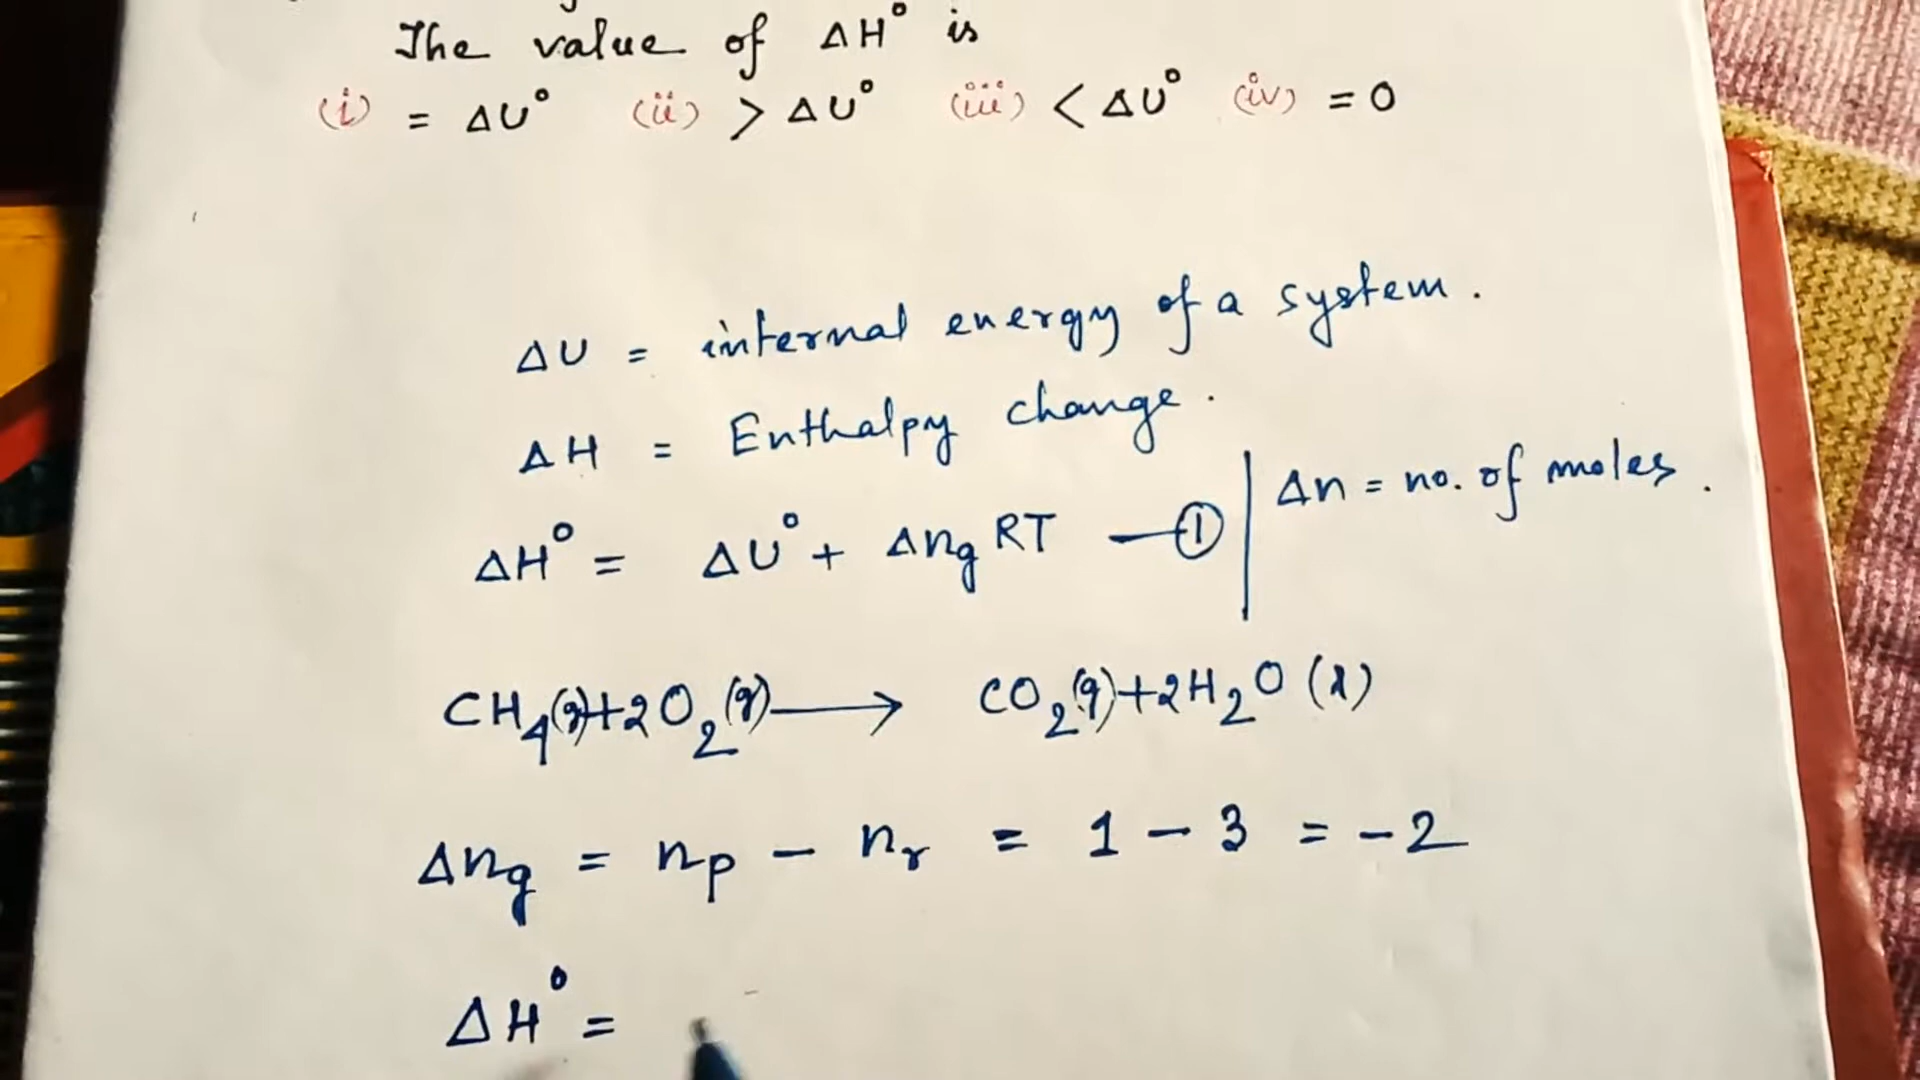 The value of ΔH° is
(i) = ΔU° (ii) > ΔU° (iii) < ΔU° (iv) = 0
ΔU = internal energy of a system.
ΔH = Enthalpy change.
ΔH° = ΔU° + Δng RT —① | Δn = no. of moles.
CH₄(g)+2O₂(g) ⟶ CO₂(g)+2H₂O (l)
Δng = np − nr = 1 − 3 = −2
ΔH° =